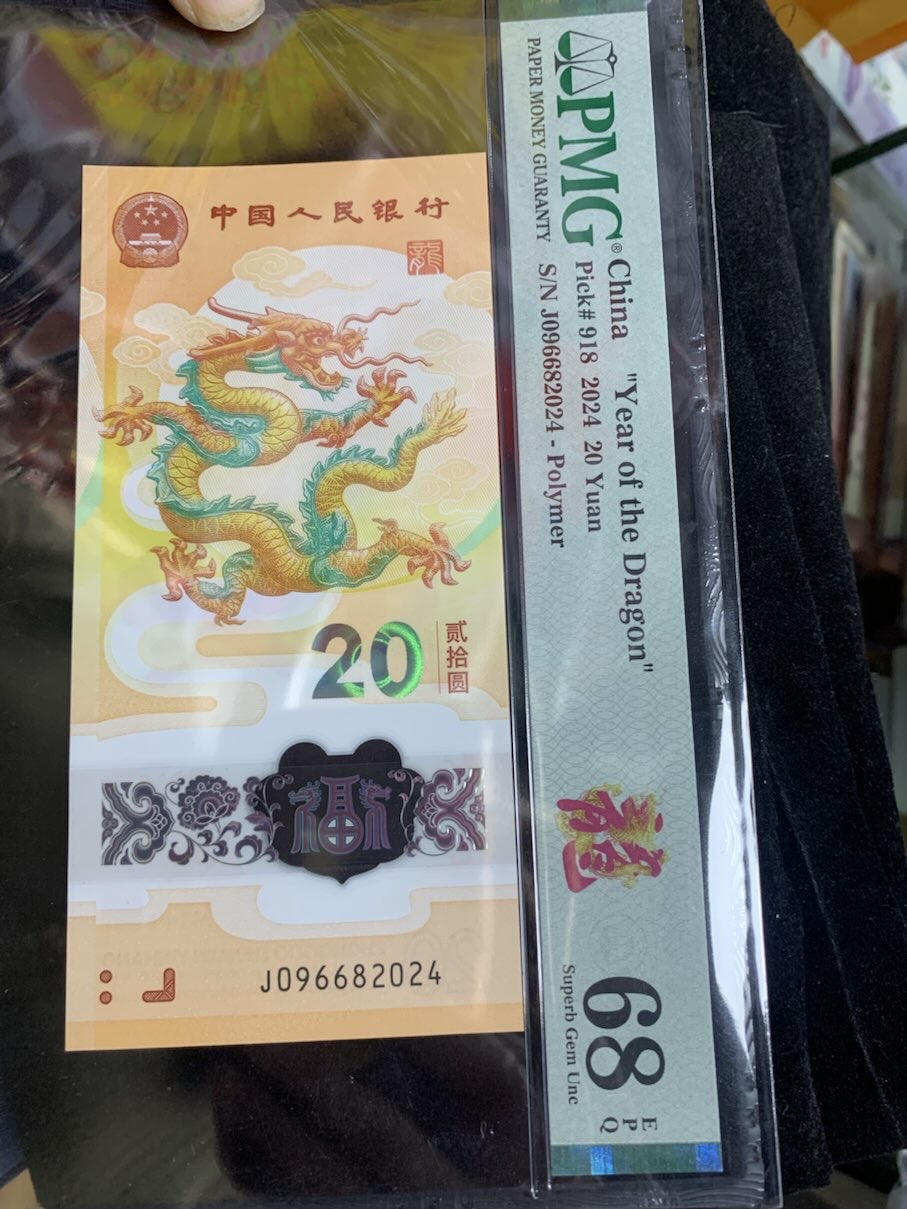 中国人民银行
龍
20
贰拾圆
福
J096682024
PMG®
PAPER MONEY GUARANTY
China "Year of the Dragon"
Pick# 918 2024 20 Yuan
S/N J096682024 - Polymer
68
EPQ
Superb Gem Unc